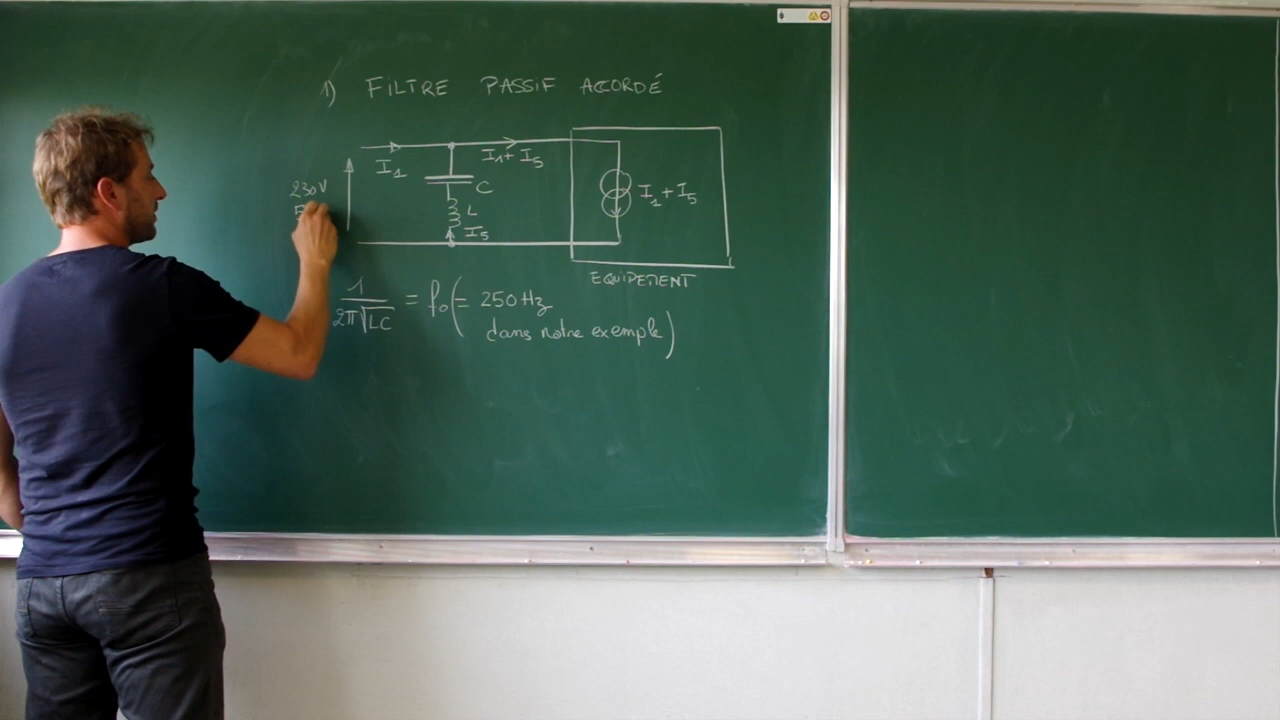 1) FILTRE PASSIF ACCORDÉ
I₁
I₁+I₅
230V
C
L
I₅
I₁+I₅
EQUIPEMENT
1/2π√LC = f₀ (= 250 Hz
dans notre exemple)